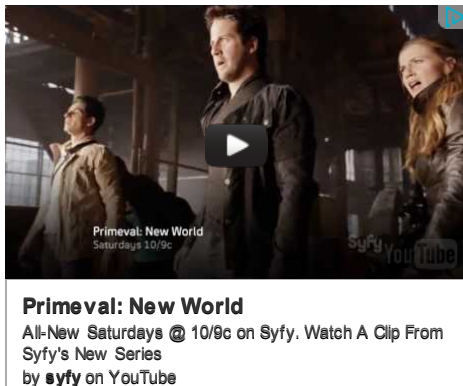 Primeval: New World
Saturdays 10/9c
Syfy YouTube
Primeval: New World
All-New Saturdays @ 10/9c on Syfy. Watch A Clip From
Syfy's New Series
by syfy on YouTube